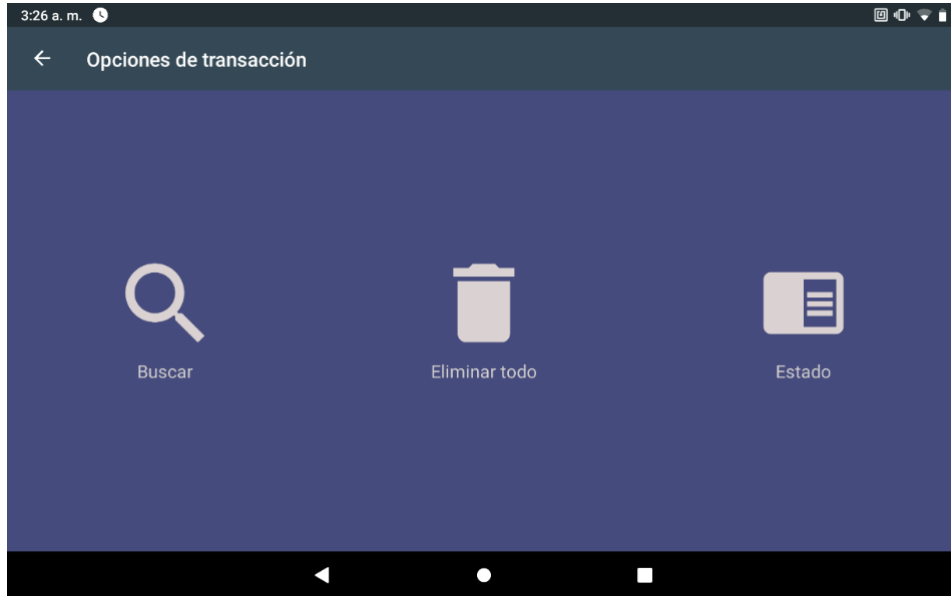 3:26 a. m.
Opciones de transacción
Buscar
Eliminar todo
Estado